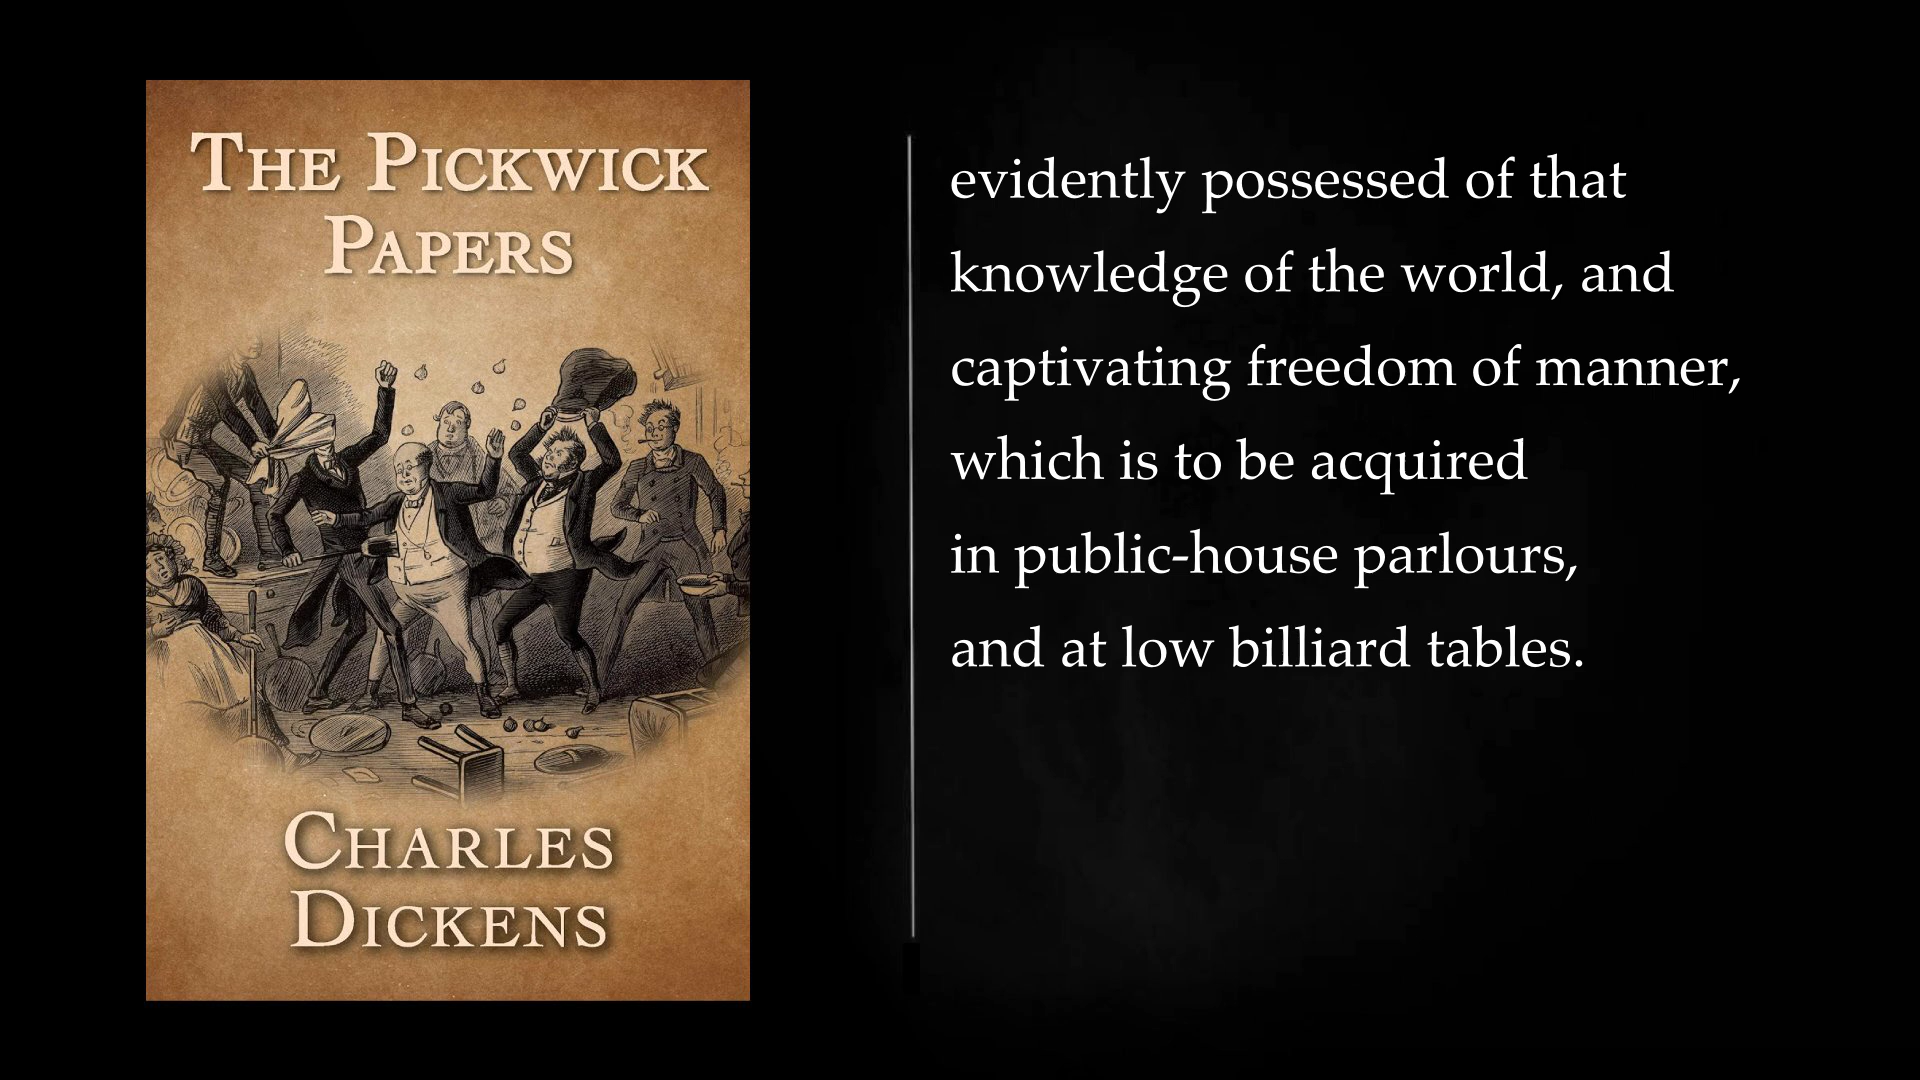 The Pickwick
Papers
Charles
Dickens
evidently possessed of that
knowledge of the world, and
captivating freedom of manner,
which is to be acquired
in public-house parlours,
and at low billiard tables.